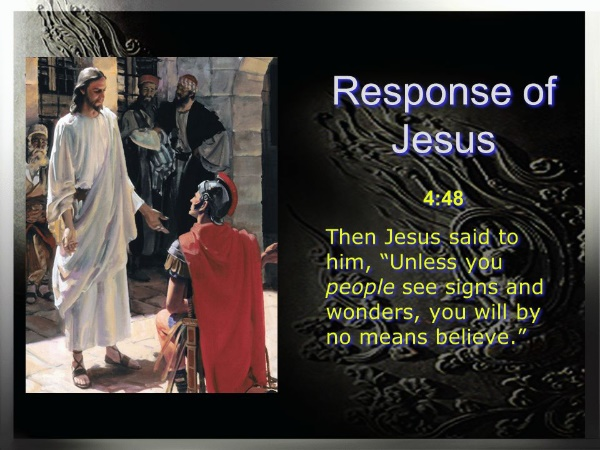 Response of
Jesus
4:48
Then Jesus said to
him, “Unless you
people see signs and
wonders, you will by
no means believe.”